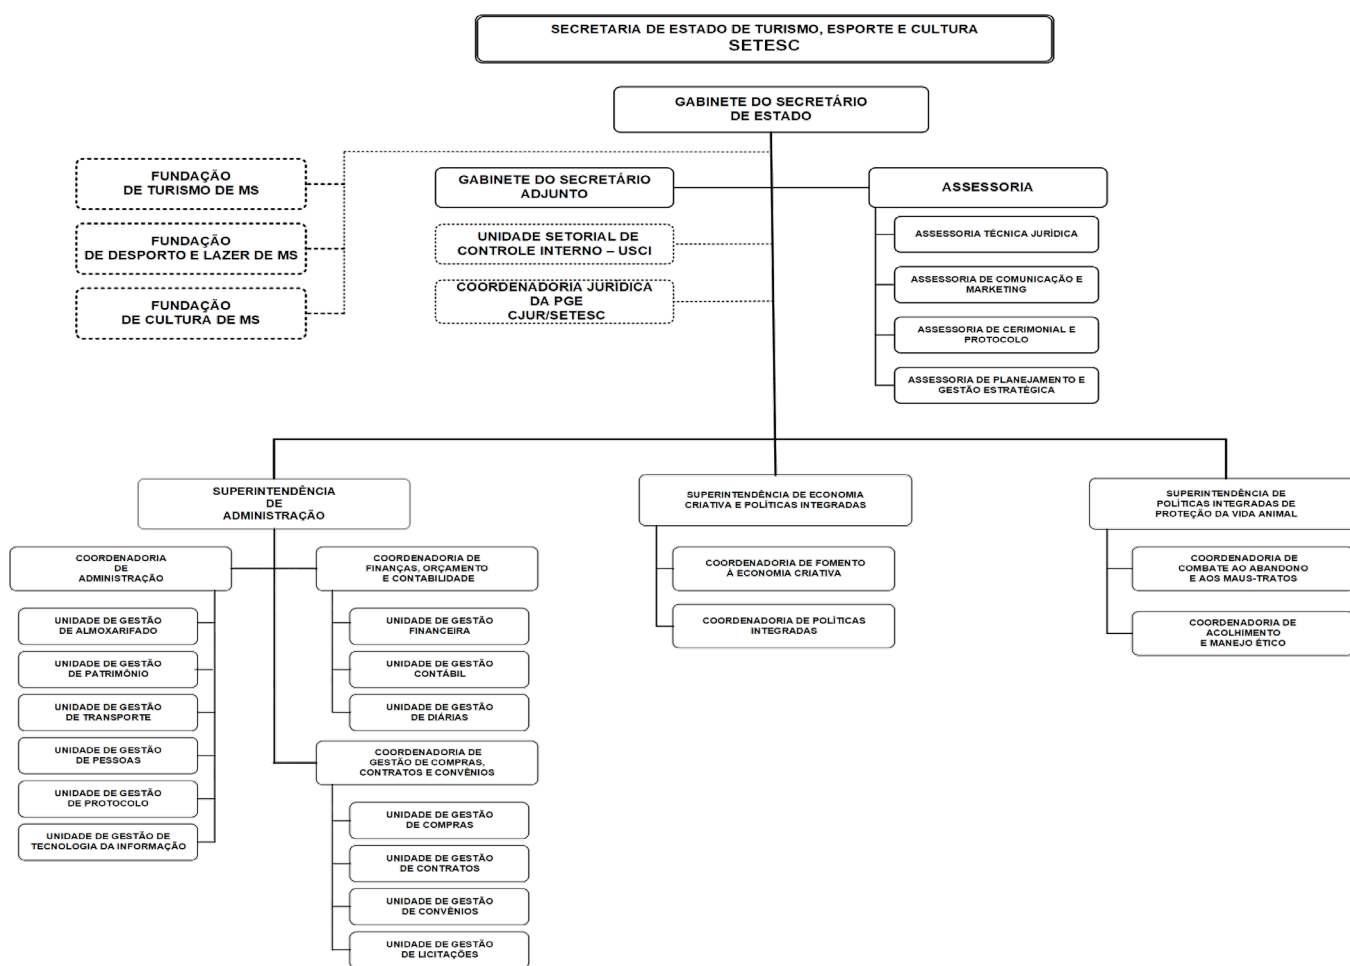 SECRETARIA DE ESTADO DE TURISMO, ESPORTE E CULTURA
SETESC
GABINETE DO SECRETÁRIO
DE ESTADO
FUNDAÇÃO
DE TURISMO DE MS
FUNDAÇÃO
DE DESPORTO E LAZER DE MS
FUNDAÇÃO
DE CULTURA DE MS
GABINETE DO SECRETÁRIO
ADJUNTO
UNIDADE SETORIAL DE
CONTROLE INTERNO – USCI
COORDENADORIA JURÍDICA
DA PGE
CJUR/SETESC
ASSESSORIA
ASSESSORIA TÉCNICA JURÍDICA
ASSESSORIA DE COMUNICAÇÃO E
MARKETING
ASSESSORIA DE CERIMONIAL E
PROTOCOLO
ASSESSORIA DE PLANEJAMENTO E
GESTÃO ESTRATÉGICA
SUPERINTENDÊNCIA
DE
ADMINISTRAÇÃO
COORDENADORIA
DE
ADMINISTRAÇÃO
UNIDADE DE GESTÃO
DE ALMOXARIFADO
UNIDADE DE GESTÃO
DE PATRIMÔNIO
UNIDADE DE GESTÃO
DE TRANSPORTE
UNIDADE DE GESTÃO
DE PESSOAS
UNIDADE DE GESTÃO
DE PROTOCOLO
UNIDADE DE GESTÃO DE
TECNOLOGIA DA INFORMAÇÃO
COORDENADORIA DE
FINANÇAS, ORÇAMENTO
E CONTABILIDADE
UNIDADE DE GESTÃO
FINANCEIRA
UNIDADE DE GESTÃO
CONTÁBIL
UNIDADE DE GESTÃO
DE DIÁRIAS
COORDENADORIA DE
GESTÃO DE COMPRAS,
CONTRATOS E CONVÊNIOS
UNIDADE DE GESTÃO
DE COMPRAS
UNIDADE DE GESTÃO
DE CONTRATOS
UNIDADE DE GESTÃO
DE CONVÊNIOS
UNIDADE DE GESTÃO
DE LICITAÇÕES
SUPERINTENDÊNCIA DE ECONOMIA
CRIATIVA E POLÍTICAS INTEGRADAS
COORDENADORIA DE FOMENTO
À ECONOMIA CRIATIVA
COORDENADORIA DE POLÍTICAS
INTEGRADAS
SUPERINTENDÊNCIA DE
POLÍTICAS INTEGRADAS DE
PROTEÇÃO DA VIDA ANIMAL
COORDENADORIA DE
COMBATE AO ABANDONO
E AOS MAUS-TRATOS
COORDENADORIA DE
ACOLHIMENTO
E MANEJO ÉTICO